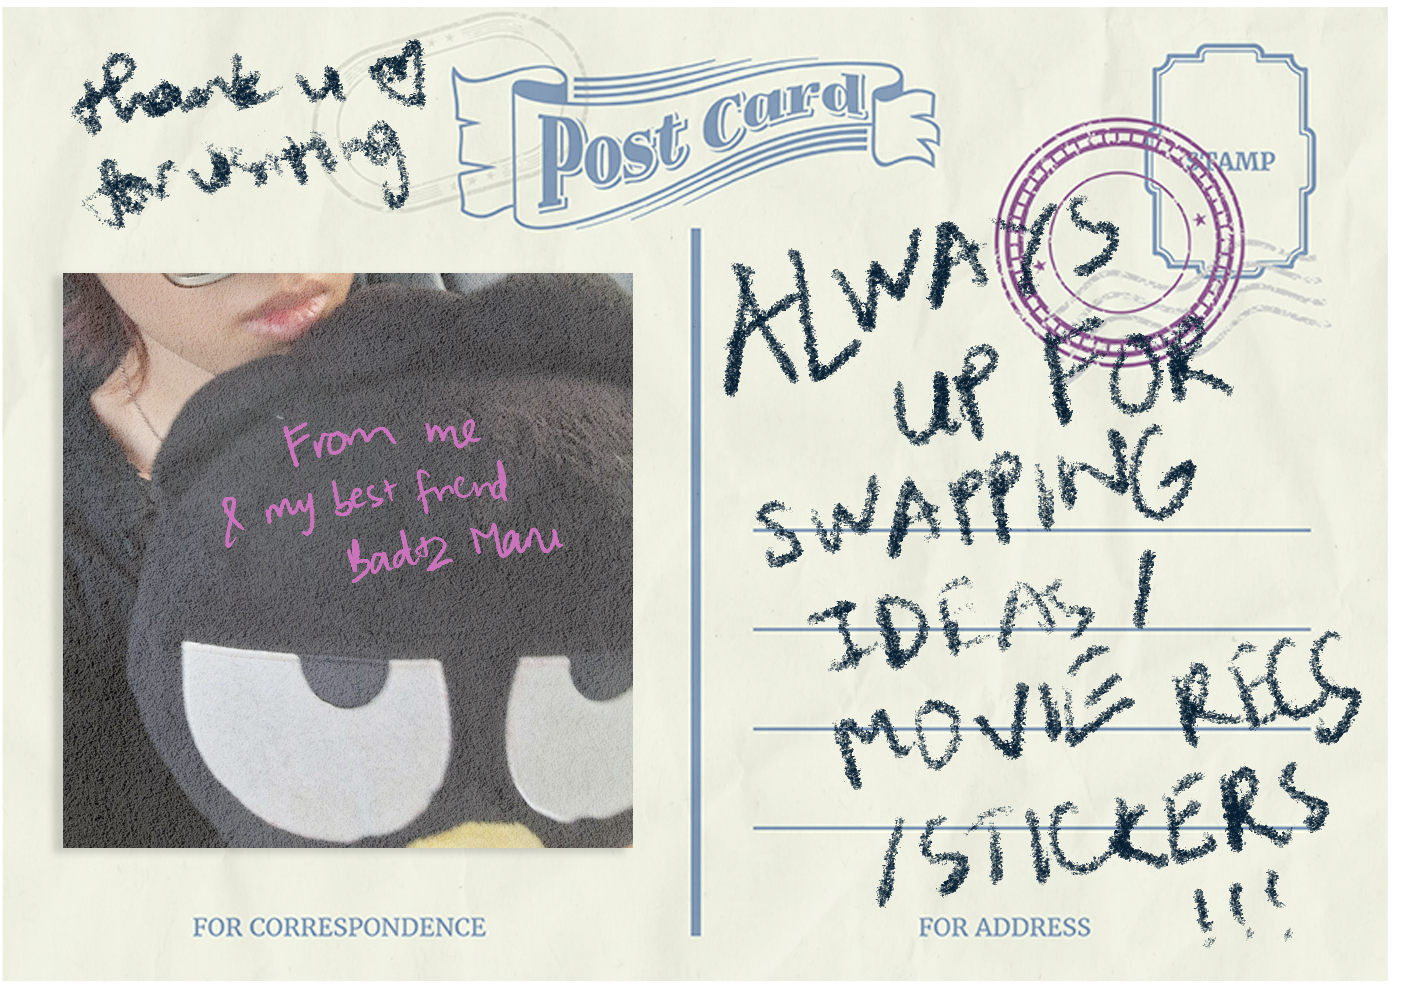 thank u
for writing
Post Card
STAMP
From me
& my best friend
Badtz Maru
ALWAYS
UP FOR
SWAPPING
IDEAS /
MOVIE RECS
/STICKERS
!!!
FOR CORRESPONDENCE
FOR ADDRESS